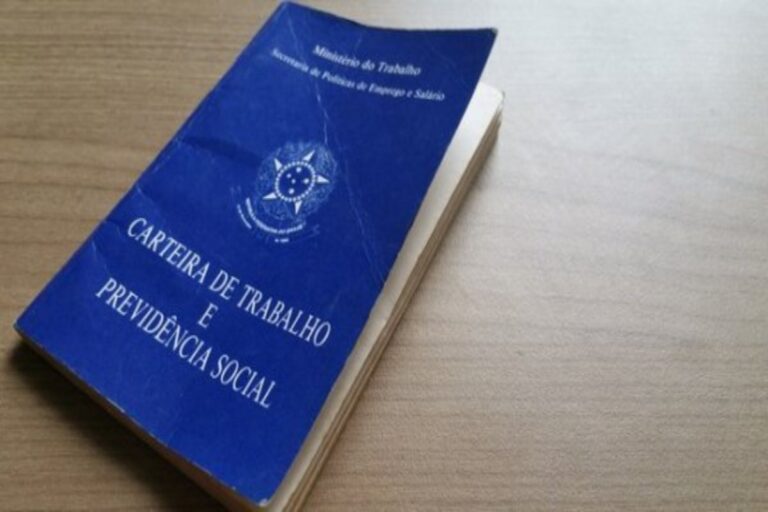 Ministério do Trabalho
Secretaria de Políticas de Emprego e Salário
CARTEIRA DE TRABALHO
E
PREVIDÊNCIA SOCIAL